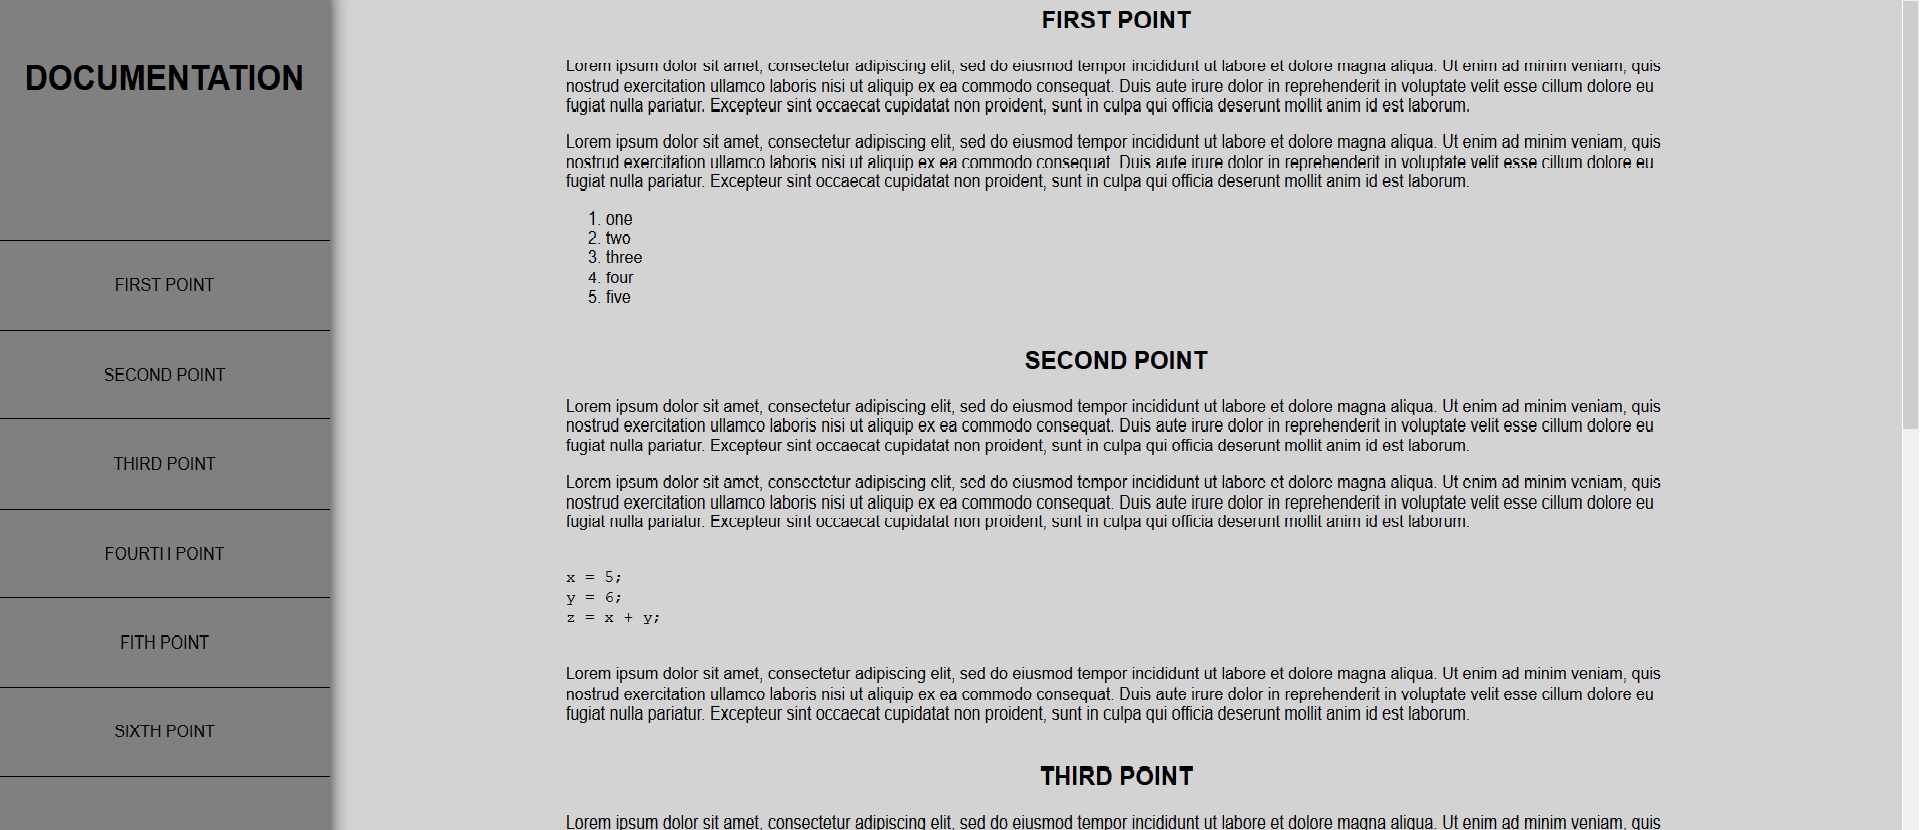 DOCUMENTATION
FIRST POINT
SECOND POINT
THIRD POINT
FOURTH POINT
FITH POINT
SIXTH POINT
FIRST POINT
Lorem ipsum dolor sit amet, consectetur adipiscing elit, sed do eiusmod tempor incididunt ut labore et dolore magna aliqua. Ut enim ad minim veniam, quis
nostrud exercitation ullamco laboris nisi ut aliquip ex ea commodo consequat. Duis aute irure dolor in reprehenderit in voluptate velit esse cillum dolore eu
fugiat nulla pariatur. Excepteur sint occaecat cupidatat non proident, sunt in culpa qui officia deserunt mollit anim id est laborum.
Lorem ipsum dolor sit amet, consectetur adipiscing elit, sed do eiusmod tempor incididunt ut labore et dolore magna aliqua. Ut enim ad minim veniam, quis
nostrud exercitation ullamco laboris nisi ut aliquip ex ea commodo consequat. Duis aute irure dolor in reprehenderit in voluptate velit esse cillum dolore eu
fugiat nulla pariatur. Excepteur sint occaecat cupidatat non proident, sunt in culpa qui officia deserunt mollit anim id est laborum.
1. one
2. two
3. three
4. four
5. five
SECOND POINT
Lorem ipsum dolor sit amet, consectetur adipiscing elit, sed do eiusmod tempor incididunt ut labore et dolore magna aliqua. Ut enim ad minim veniam, quis
nostrud exercitation ullamco laboris nisi ut aliquip ex ea commodo consequat. Duis aute irure dolor in reprehenderit in voluptate velit esse cillum dolore eu
fugiat nulla pariatur. Excepteur sint occaecat cupidatat non proident, sunt in culpa qui officia deserunt mollit anim id est laborum.
Lorem ipsum dolor sit amet, consectetur adipiscing elit, sed do eiusmod tempor incididunt ut labore et dolore magna aliqua. Ut enim ad minim veniam, quis
nostrud exercitation ullamco laboris nisi ut aliquip ex ea commodo consequat. Duis aute irure dolor in reprehenderit in voluptate velit esse cillum dolore eu
fugiat nulla pariatur. Excepteur sint occaecat cupidatat non proident, sunt in culpa qui officia deserunt mollit anim id est laborum.
x = 5;
y = 6;
z = x + y;
Lorem ipsum dolor sit amet, consectetur adipiscing elit, sed do eiusmod tempor incididunt ut labore et dolore magna aliqua. Ut enim ad minim veniam, quis
nostrud exercitation ullamco laboris nisi ut aliquip ex ea commodo consequat. Duis aute irure dolor in reprehenderit in voluptate velit esse cillum dolore eu
fugiat nulla pariatur. Excepteur sint occaecat cupidatat non proident, sunt in culpa qui officia deserunt mollit anim id est laborum.
THIRD POINT
Lorem ipsum dolor sit amet, consectetur adipiscing elit, sed do eiusmod tempor incididunt ut labore et dolore magna aliqua. Ut enim ad minim veniam, quis